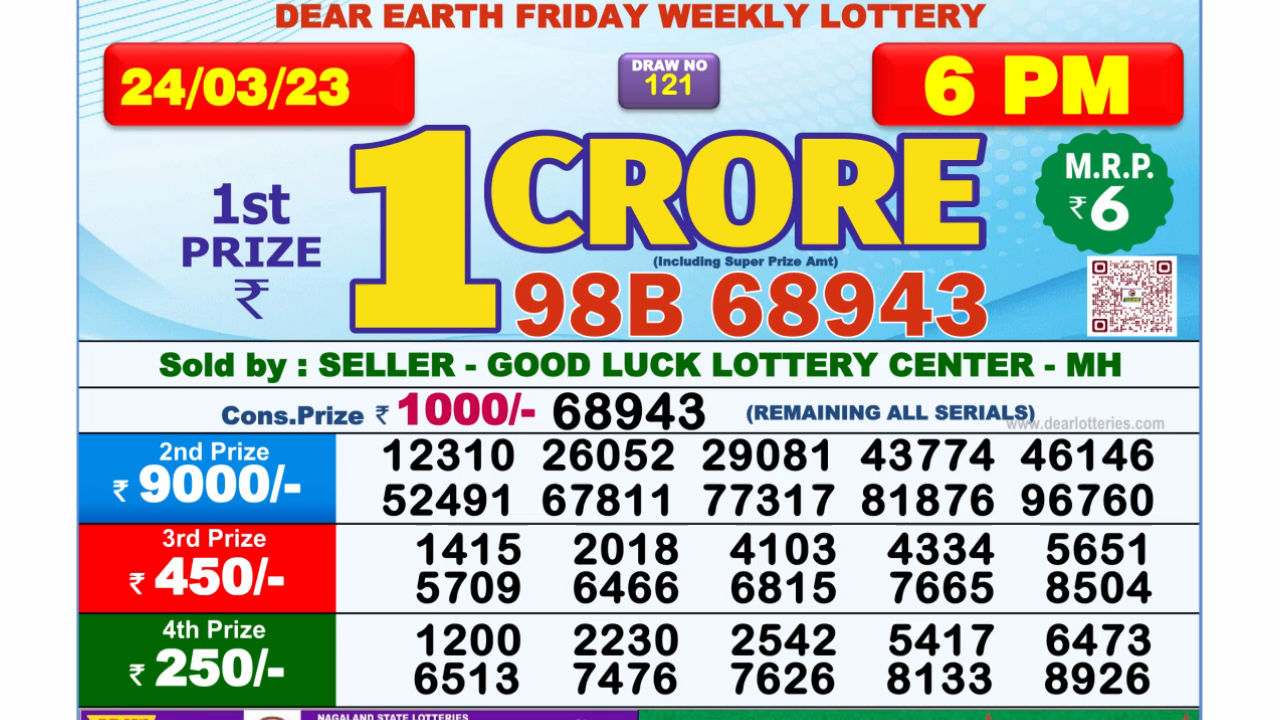 DEAR EARTH FRIDAY WEEKLY LOTTERY
24/03/23
DRAW NO
121
6 PM
1st
PRIZE
₹
1 CRORE
(Including Super Prize Amt)
98B 68943
M.R.P.
₹ 6
Sold by : SELLER - GOOD LUCK LOTTERY CENTER - MH
Cons.Prize ₹ 1000/- 68943 (REMAINING ALL SERIALS)
www.dearlotteries.com
2nd Prize
₹ 9000/-
12310 26052 29081 43774 46146
52491 67811 77317 81876 96760
3rd Prize
₹ 450/-
1415 2018 4103 4334 5651
5709 6466 6815 7665 8504
4th Prize
₹ 250/-
1200 2230 2542 5417 6473
6513 7476 7626 8133 8926
NAGALAND STATE LOTTERIES